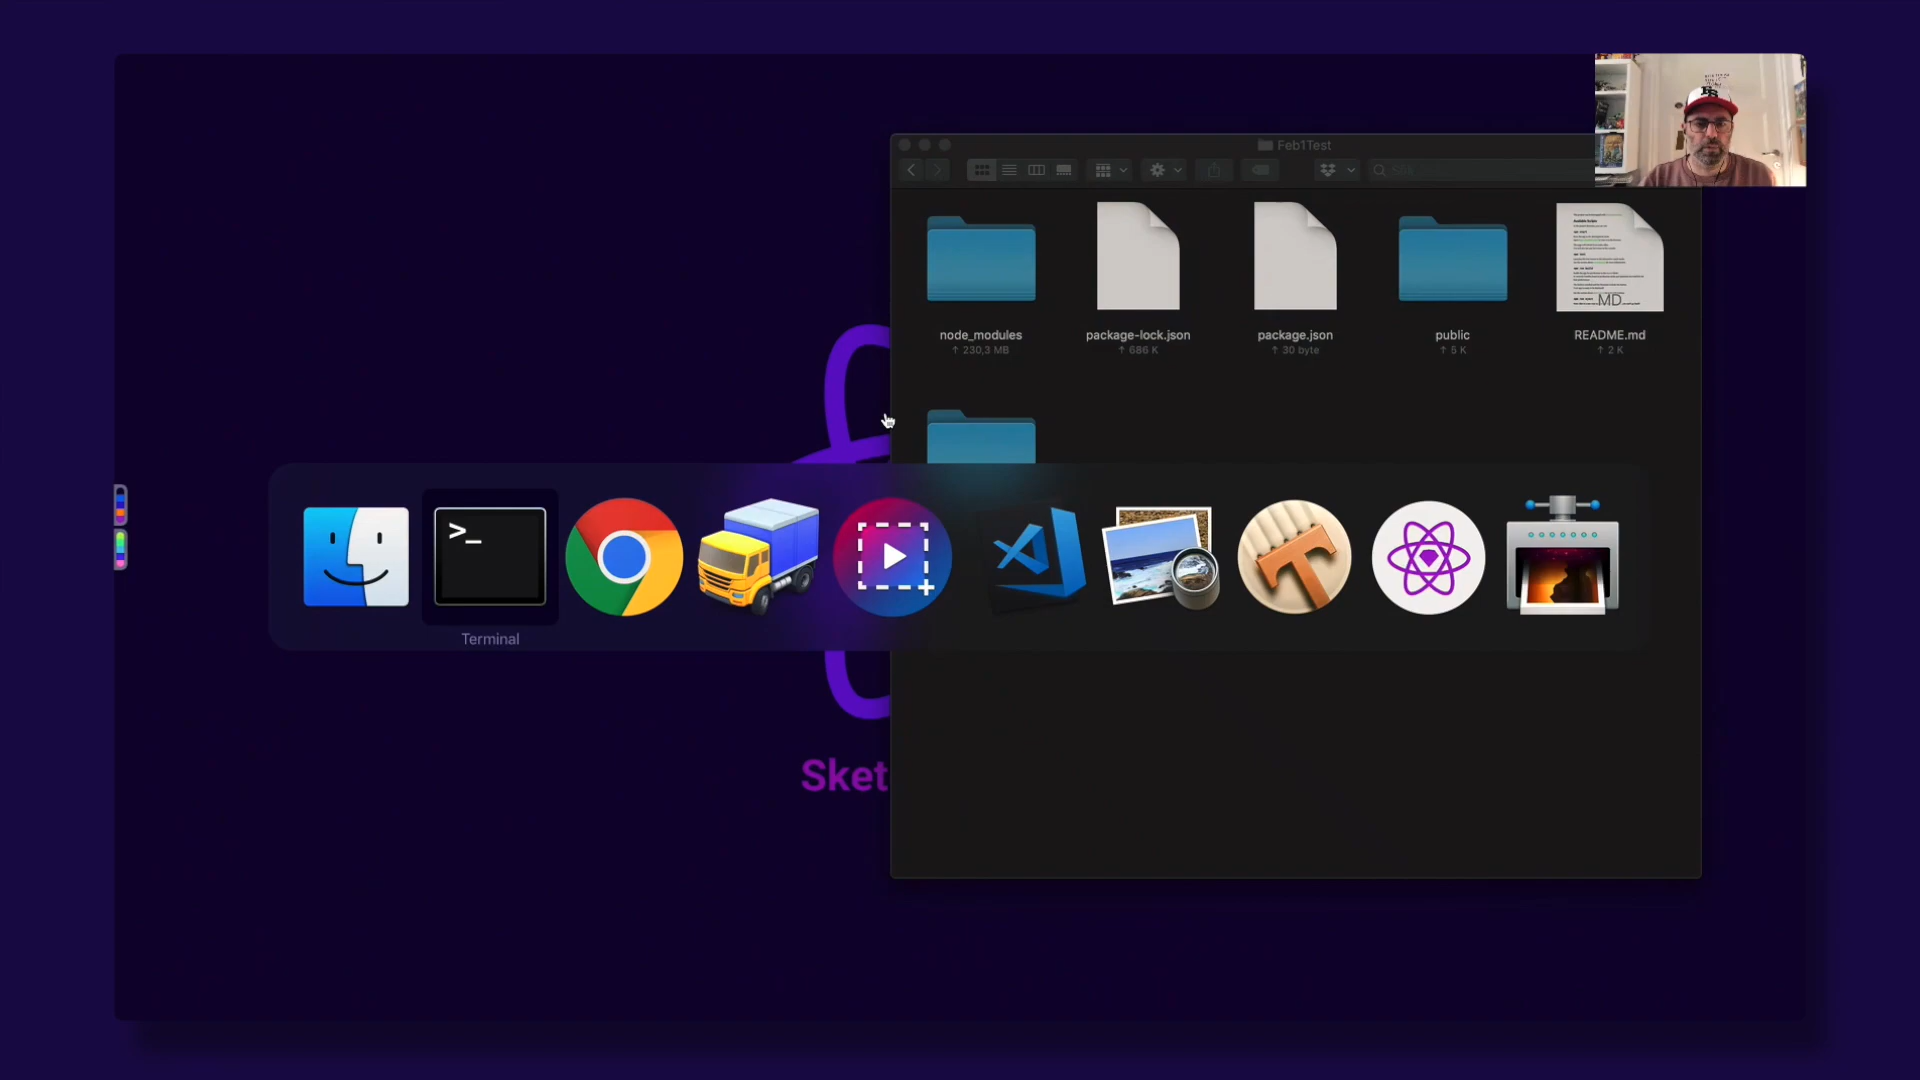 Feb1Test
node_modules
230,3 MB
package-lock.json
686 K
package.json
30 byte
public
5 K
MD
README.md
2 K
>_
Terminal
Sket